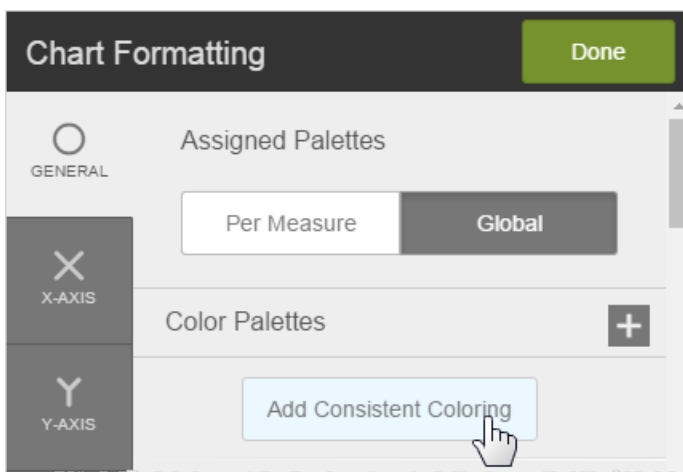 Chart Formatting
Done
GENERAL
Assigned Palettes
Per Measure
Global
X-AXIS
Color Palettes
Add Consistent Coloring
Y-AXIS